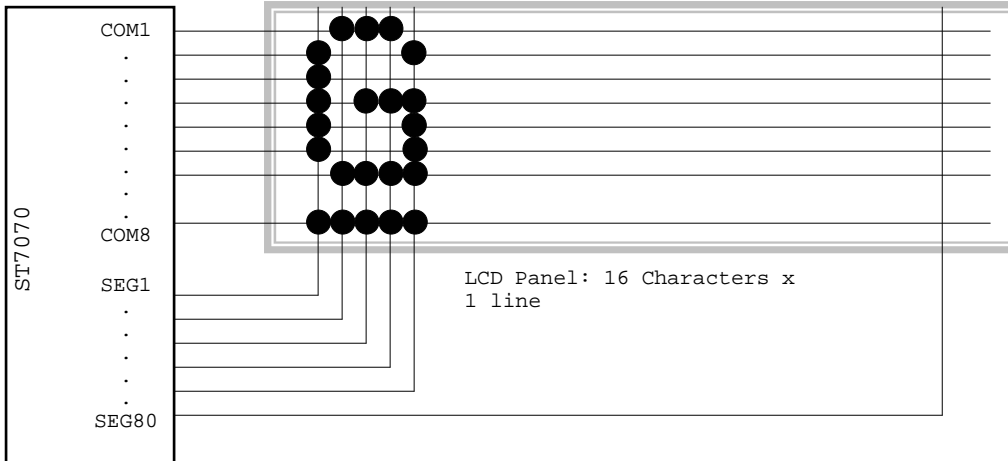 COM1
.
.
.
.
.
.
.
COM8
SEG1
.
.
.
.
.
SEG80
ST7070
LCD Panel: 16 Characters x
1 line